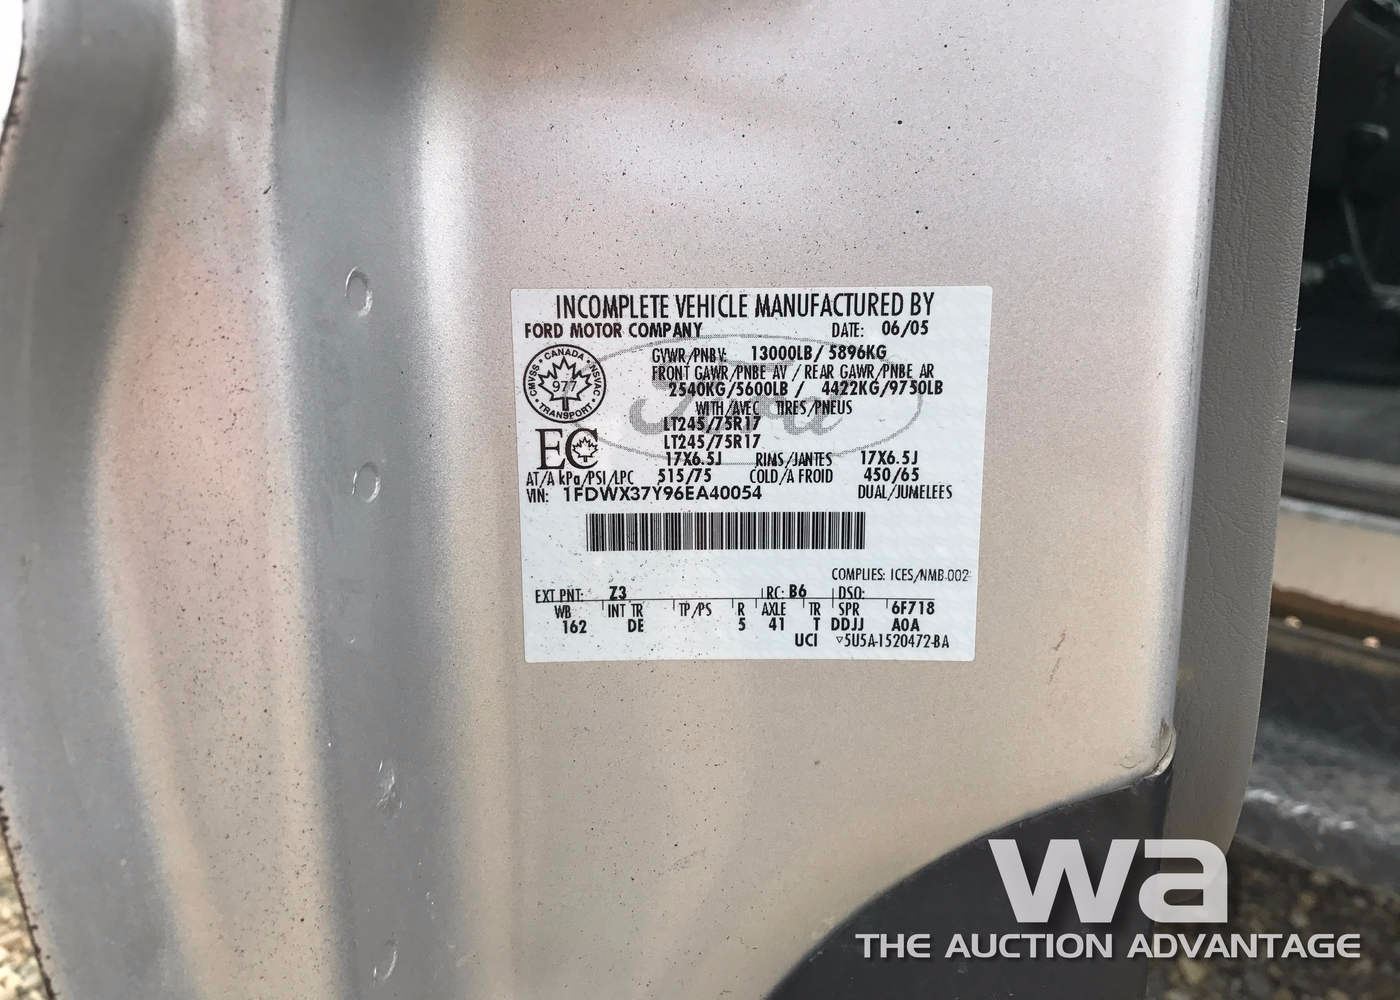 INCOMPLETE VEHICLE MANUFACTURED BY
FORD MOTOR COMPANY DATE: 06/05
GVWR/PNBV: 13000LB/ 5896KG
FRONT GAWR/PNBE AV / REAR GAWR/PNBE AR
2540KG/5600LB / 4422KG/9750LB
WITH/AVEC TIRES/PNEUS
LT245/75R17
LT245/75R17
17X6.5J RIMS/JANTES 17X6.5J
AT/A kPa/PSI/LPC 515/75 COLD/A FROID 450/65
VIN: 1FDWX37Y96EA40054 DUAL/JUMELEES
CANADA
CMVSS NSVAC
977
TRANSPORT
EC
Ford
COMPLIES: ICES/NMB-002
EXT PNT: Z3 RC: B6 DSO:
WB INT TR TP/PS R AXLE TR SPR 6F718
162 DE 5 41 T DDJJ A0A
UCI ▿5U5A-1520472-BA
wa
THE AUCTION ADVANTAGE